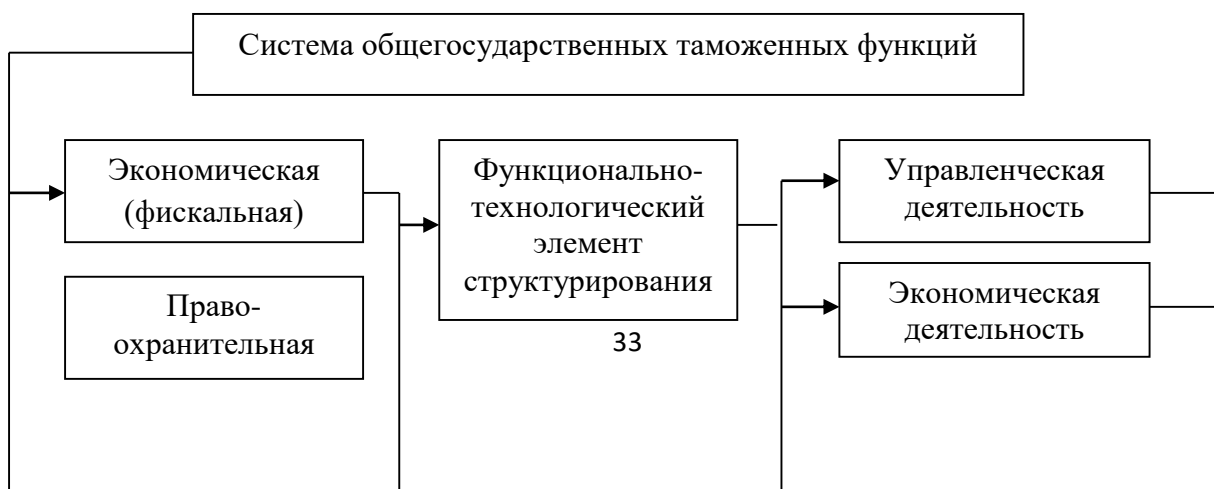 Система общегосударственных таможенных функций
Экономическая
(фискальная)
Право-
охранительная
Функционально-
технологический
элемент
структурирования
33
Управленческая
деятельность
Экономическая
деятельность